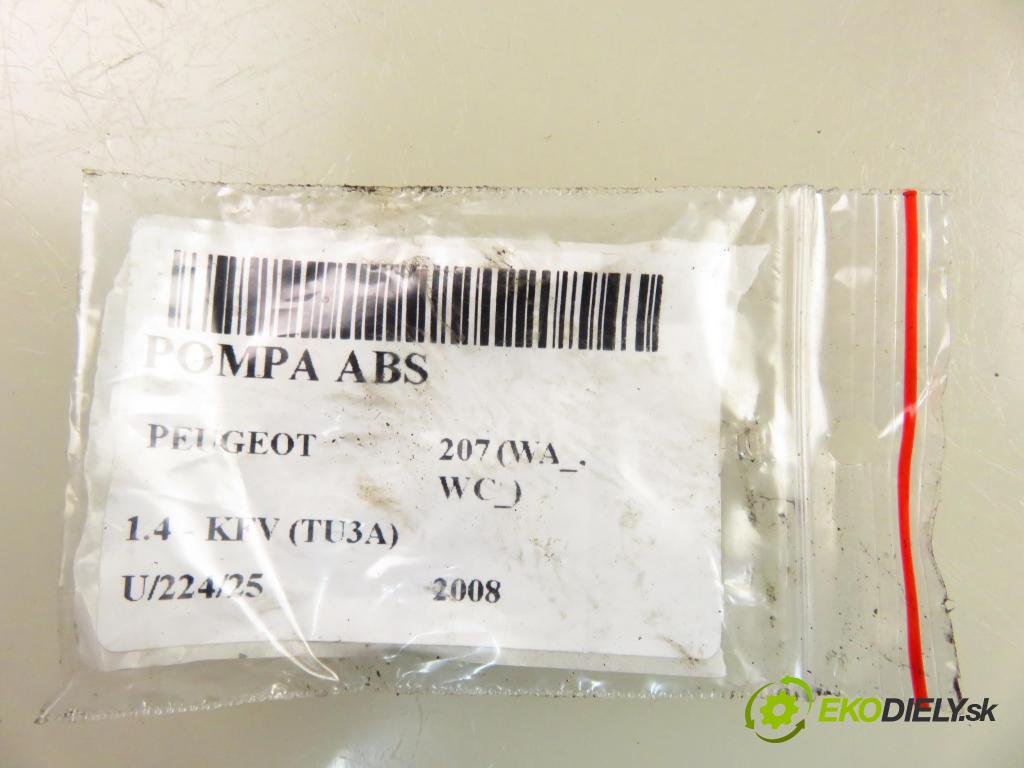 POMPA ABS
PEUGEOT 207 (WA_,
WC_)
1.4 - KFV (TU3A)
U/224/25 2008
EKODIELY.sk